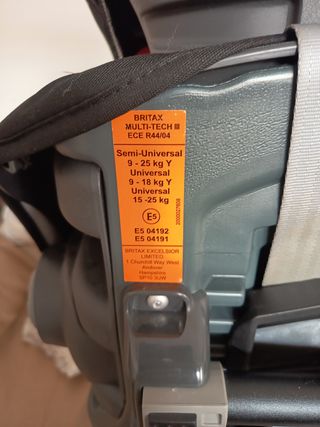 BRITAX
MULTI-TECH III
ECE R44/04
Semi-Universal
9 - 25 kg Y
Universal
9 - 18 kg Y
Universal
15 -25 kg
E5
E5 04192
E5 04191
BRITAX EXCELSIOR
LIMITED
1 Churchill Way West
Andover
Hampshire
SP10 3UW